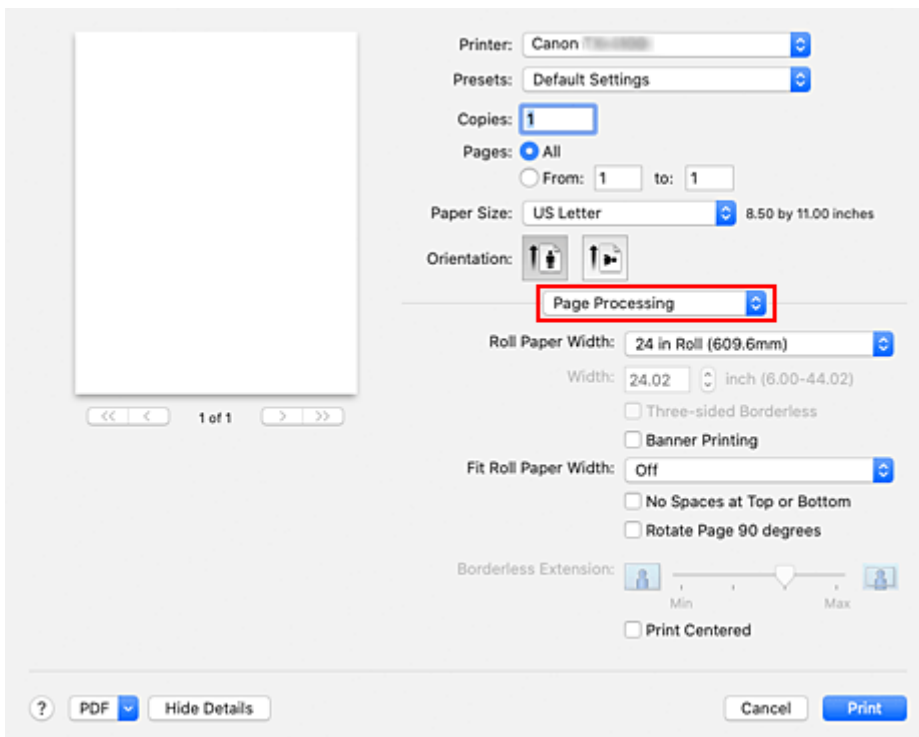 Printer: Canon
Presets: Default Settings
Copies: 1
Pages: All
From: 1 to: 1
Paper Size: US Letter 8.50 by 11.00 inches
Orientation:
Page Processing
Roll Paper Width: 24 in Roll (609.6mm)
Width: 24.02 inch (6.00-44.02)
Three-sided Borderless
<< < 1 of 1 > >>
Banner Printing
Fit Roll Paper Width: Off
No Spaces at Top or Bottom
Rotate Page 90 degrees
Borderless Extension:
Min Max
Print Centered
? PDF Hide Details Cancel Print